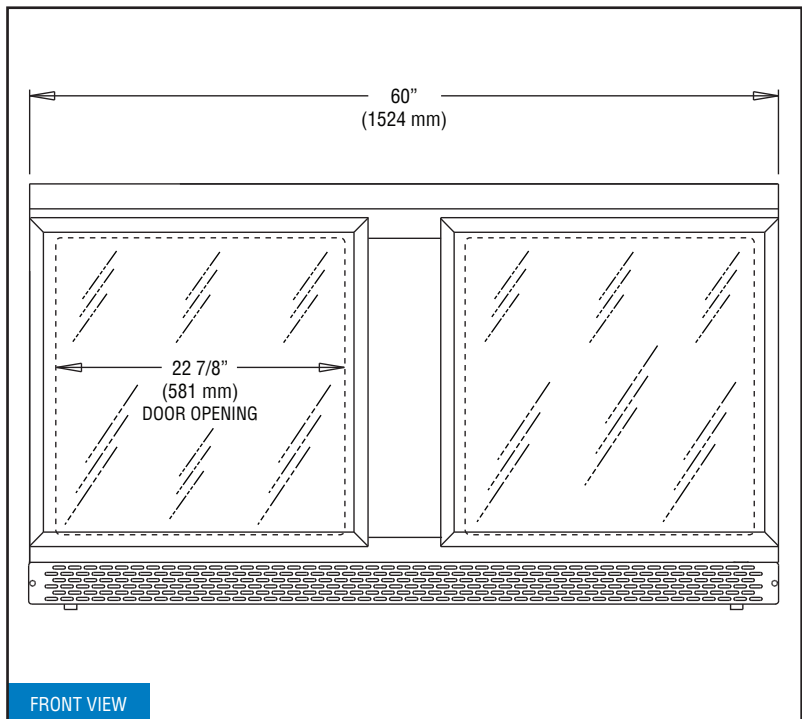 60”
(1524 mm)
22 7/8”
(581 mm)
DOOR OPENING
FRONT VIEW